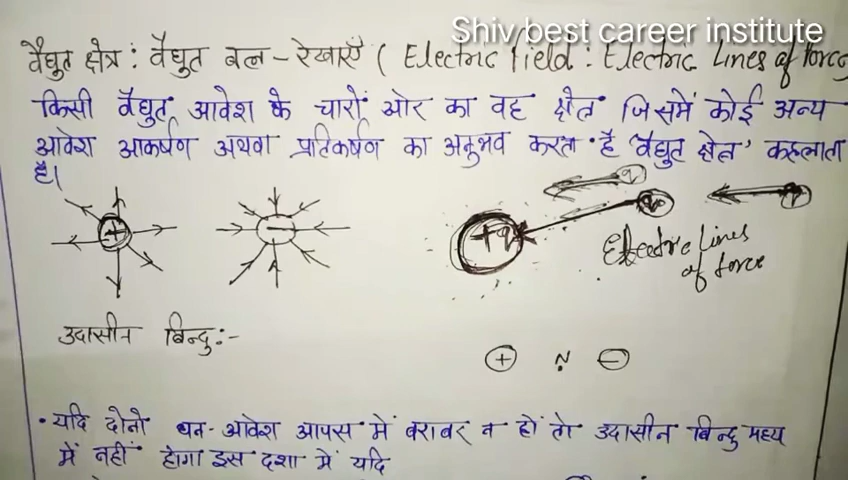 Shiv best career institute
वैद्युत क्षेत्र : वैद्युत बल - रेखाएँ ( Electric field : Electric Lines of force
किसी वैद्युत आवेश के चारों ओर का वह क्षेत्र जिसमें कोई अन्य
आवेश आकर्षण अथवा प्रतिकर्षण का अनुभव करता है 'वैद्युत क्षेत्र' कहलाता
है।
+ −
+q
Electric lines
of force
उदासीन बिन्दु :-
+ N −
• यदि दोनो धन - आवेश आपस में बराबर न हों तो उदासीन बिन्दु मध्य
में नहीं होगा इस दशा में यदि